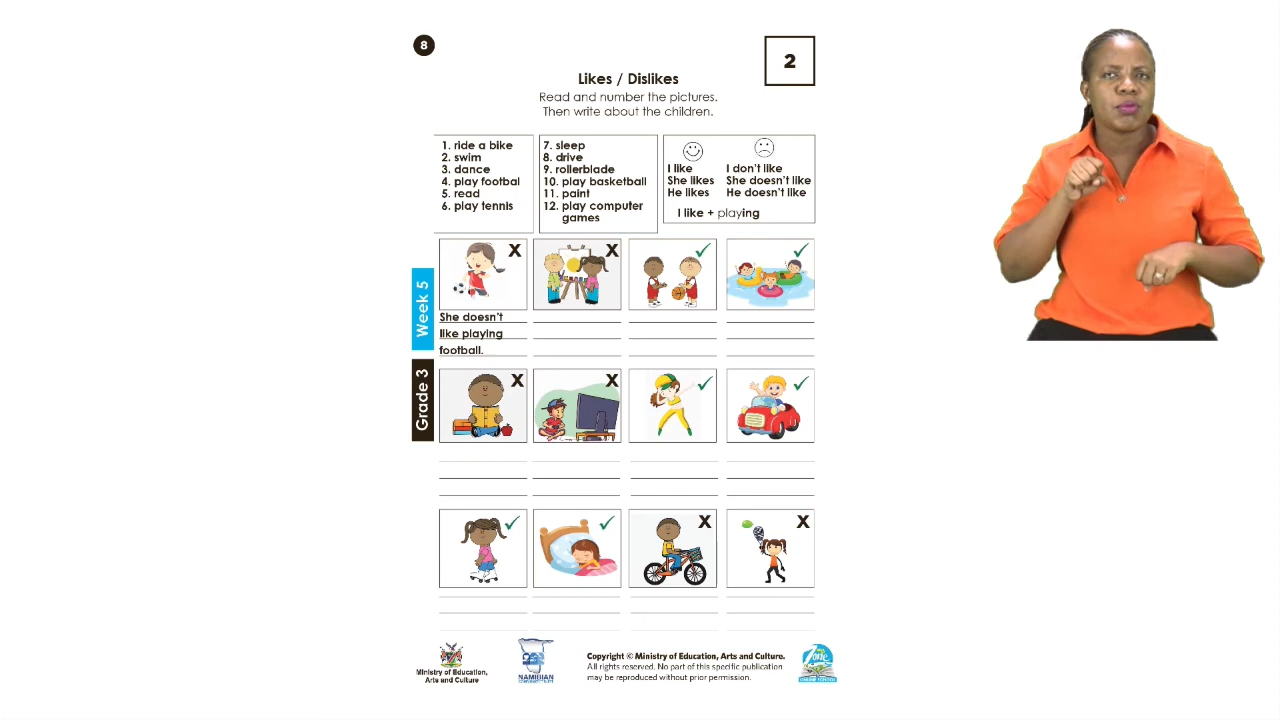 8
2
Likes / Dislikes
Read and number the pictures.
Then write about the children.
1. ride a bike
2. swim
3. dance
4. play footbal
5. read
6. play tennis
7. sleep
8. drive
9. rollerblade
10. play basketball
11. paint
12. play computer
games
I like
She likes
He likes
I don't like
She doesn't like
He doesn't like
I like + playing
X
X
She doesn't
like playing
football.
Week 5
Grade 3
X
X
X
X
Ministry of Education,
Arts and Culture
NAMIBIAN
Copyright © Ministry of Education, Arts and Culture.
All rights reserved. No part of this specific publication
may be reproduced without prior permission.
Zone
ONLINE SCHOOL